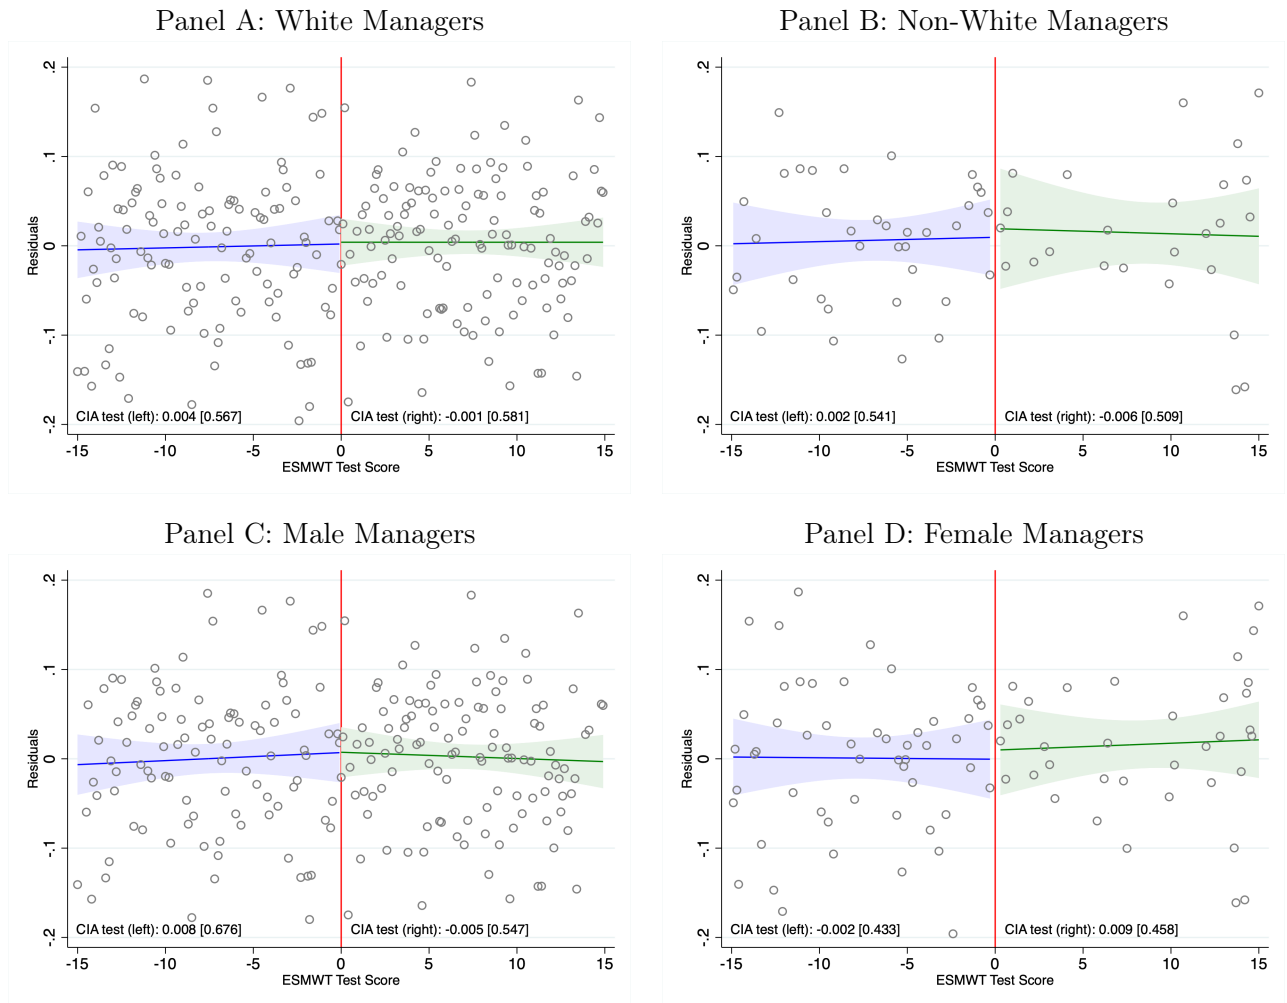 Panel A: White Managers
Residuals
.2
.1
0
-.1
-.2
CIA test (left): 0.004 [0.567]
CIA test (right): -0.001 [0.581]
-15 -10 -5 0 5 10 15
ESMWT Test Score
Panel B: Non-White Managers
Residuals
.2
.1
0
-.1
-.2
CIA test (left): 0.002 [0.541]
CIA test (right): -0.006 [0.509]
-15 -10 -5 0 5 10 15
ESMWT Test Score
Panel C: Male Managers
Residuals
.2
.1
0
-.1
-.2
CIA test (left): 0.008 [0.676]
CIA test (right): -0.005 [0.547]
-15 -10 -5 0 5 10 15
ESMWT Test Score
Panel D: Female Managers
Residuals
.2
.1
0
-.1
-.2
CIA test (left): -0.002 [0.433]
CIA test (right): 0.009 [0.458]
-15 -10 -5 0 5 10 15
ESMWT Test Score